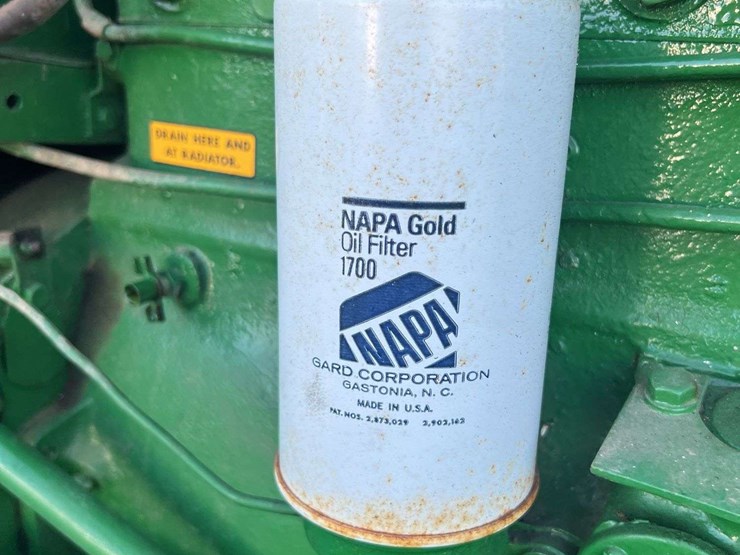 DRAIN HERE AND
AT RADIATOR.
NAPA Gold
Oil Filter
1700
NAPA
GARD CORPORATION
GASTONIA, N. C.
MADE IN U.S.A.
PAT. NOS. 2,873,029 2,902,162